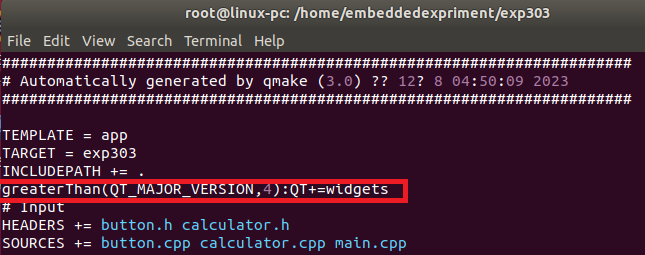 root@linux-pc: /home/embeddedexpriment/exp303
File Edit View Search Terminal Help
######################################################################
# Automatically generated by qmake (3.0) ?? 12? 8 04:50:09 2023
######################################################################
TEMPLATE = app
TARGET = exp303
INCLUDEPATH += .
greaterThan(QT_MAJOR_VERSION,4):QT+=widgets
# Input
HEADERS += button.h calculator.h
SOURCES += button.cpp calculator.cpp main.cpp